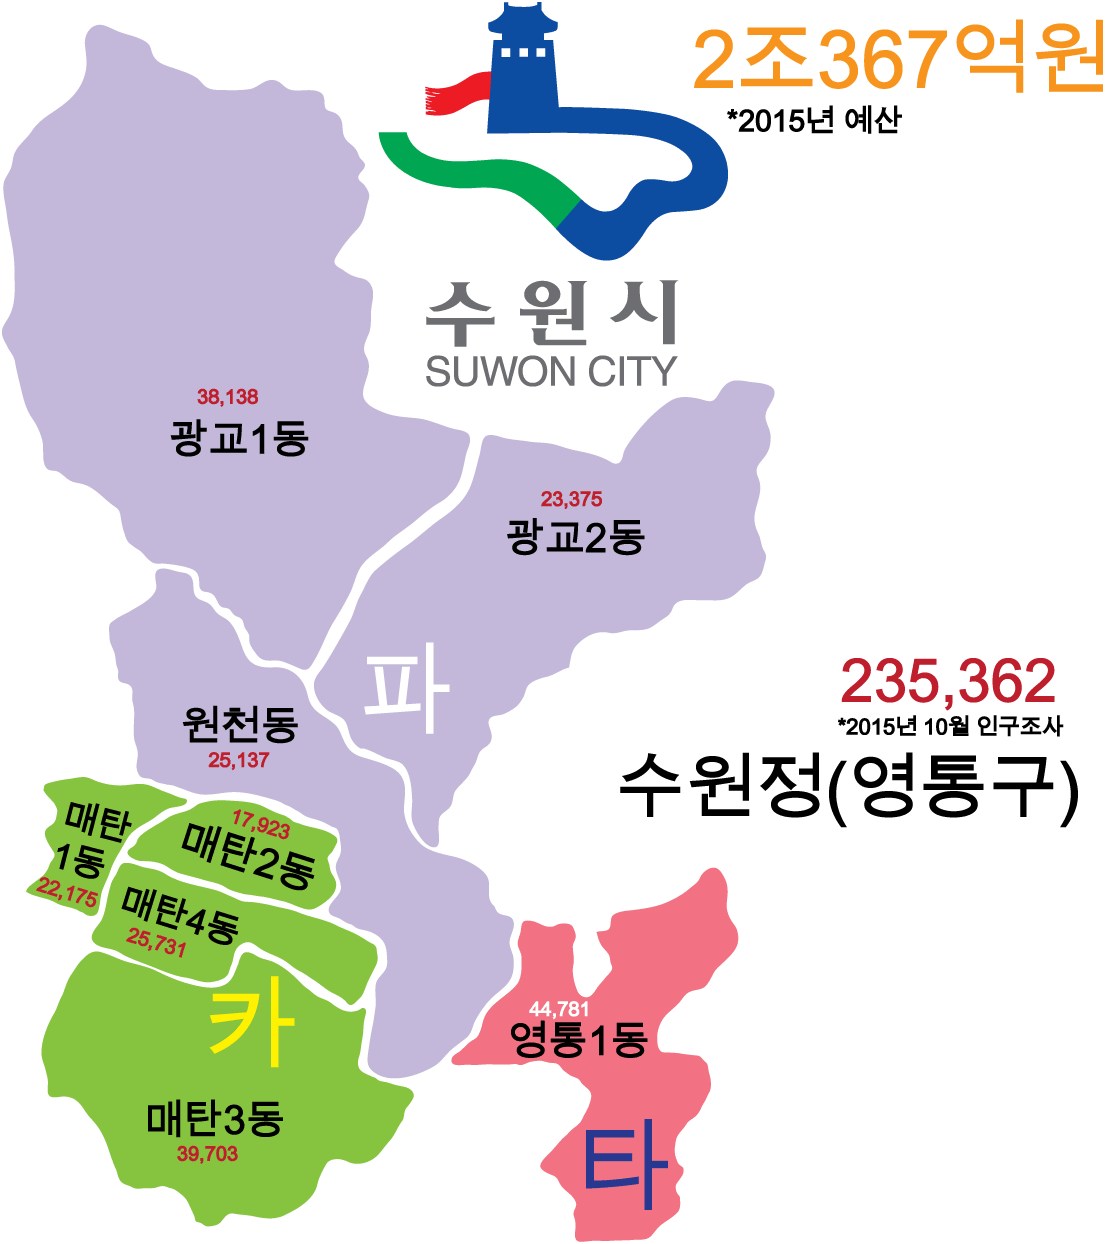 2조367억원
*2015년 예산
수원시
SUWON CITY
38,138
광교1동
23,375
광교2동
파
235,362
*2015년 10월 인구조사
수원정(영통구)
원천동
25,137
매탄
1동
22,175
17,923
매탄2동
매탄4동
25,731
카
44,781
영통1동
매탄3동
39,703
타